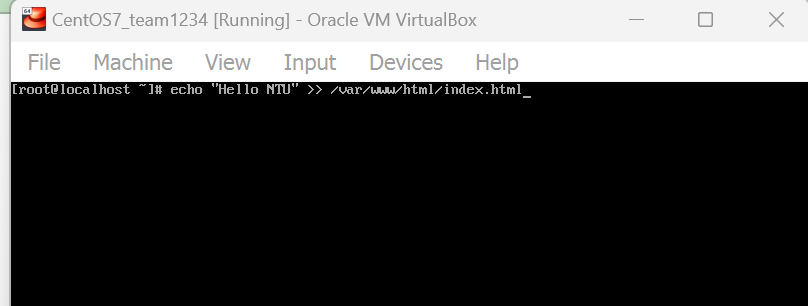 64
CentOS7_team1234 [Running] - Oracle VM VirtualBox
File Machine View Input Devices Help
[root@localhost ~]# echo "Hello NTU" >> /var/www/html/index.html_